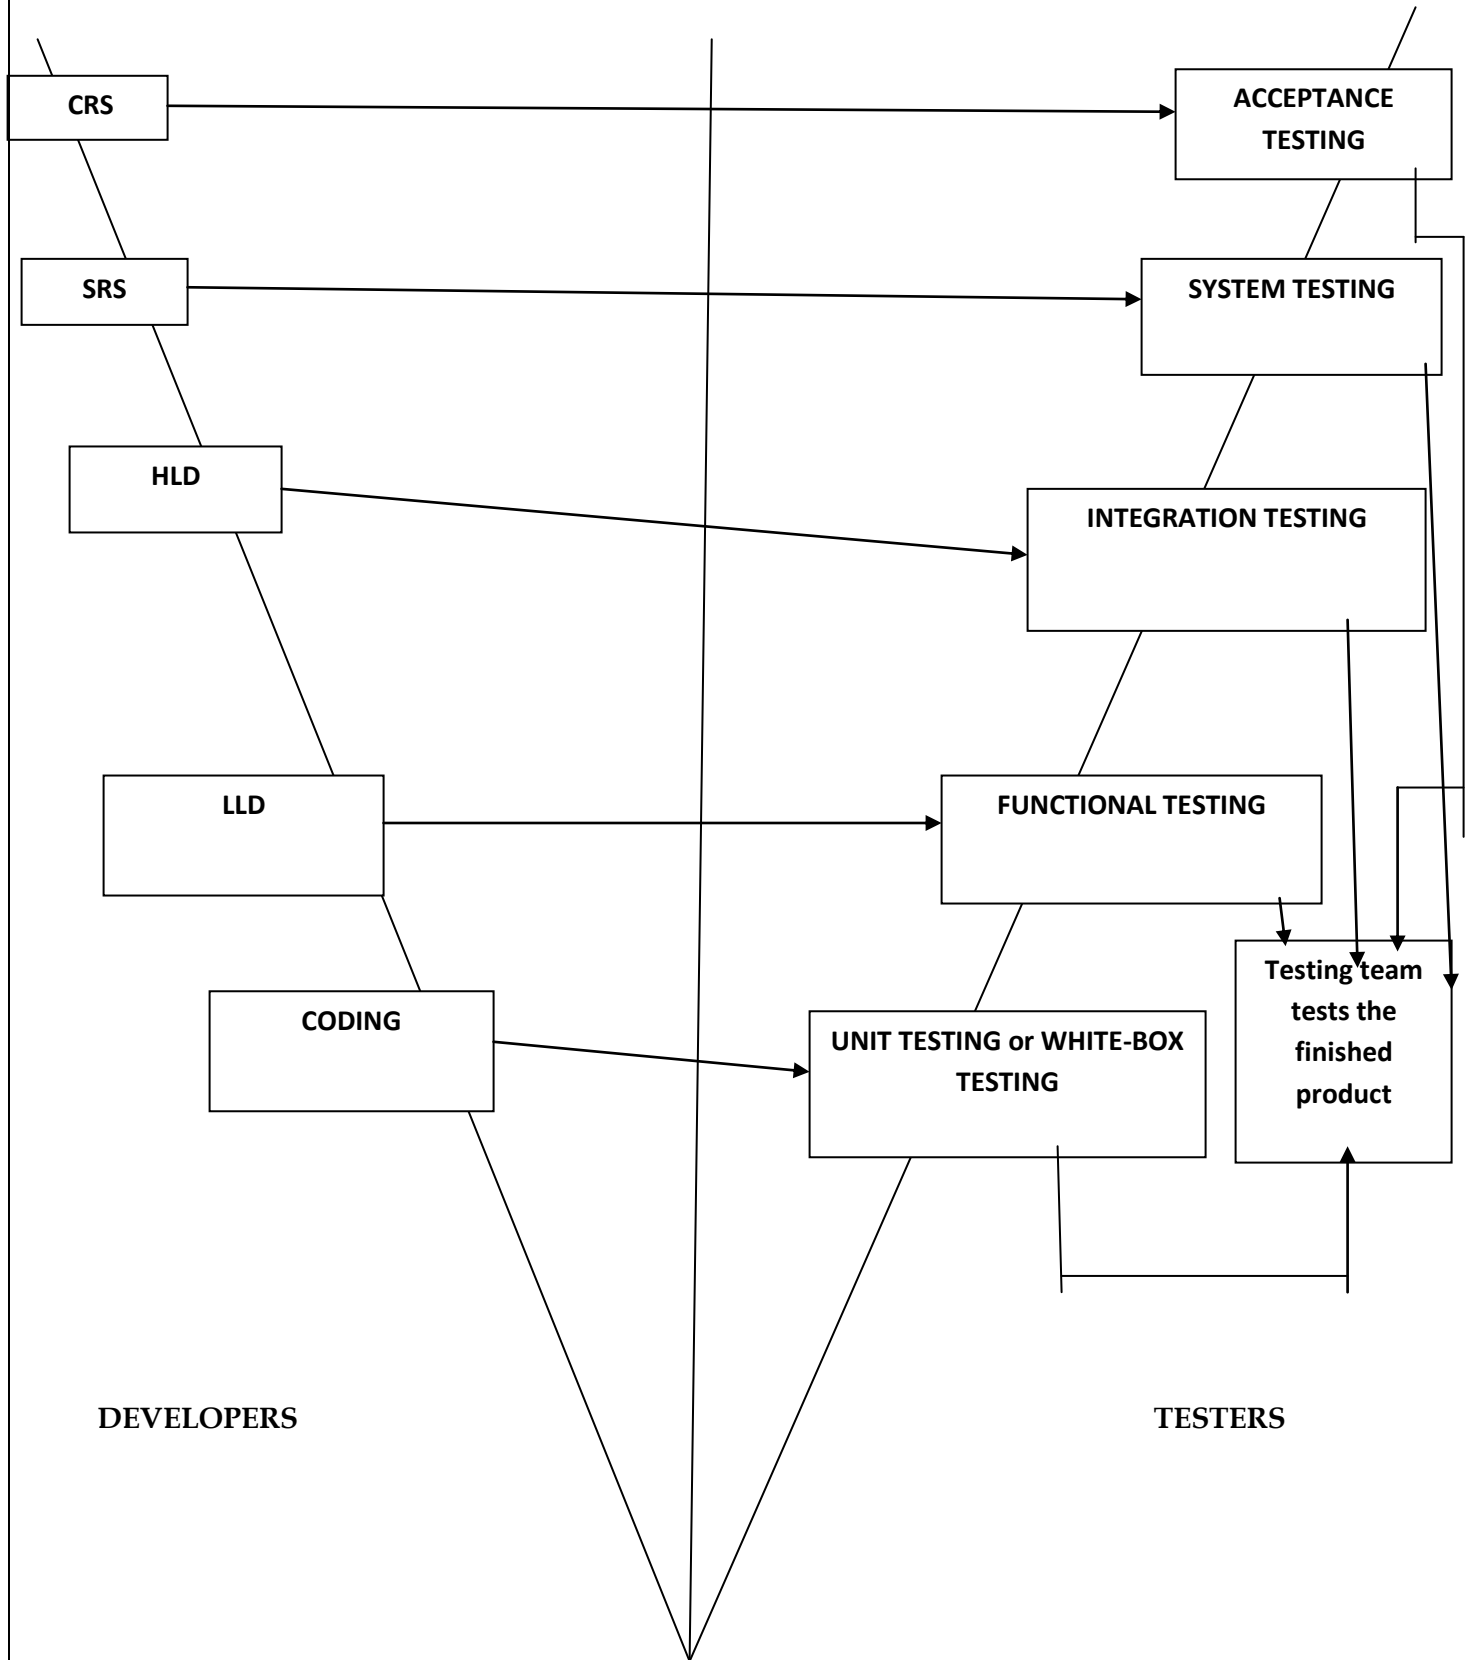 CRS
ACCEPTANCE
TESTING
SRS
SYSTEM TESTING
HLD
INTEGRATION TESTING
LLD
FUNCTIONAL TESTING
CODING
UNIT TESTING or WHITE-BOX
TESTING
Testing team
tests the
finished
product
DEVELOPERS
TESTERS